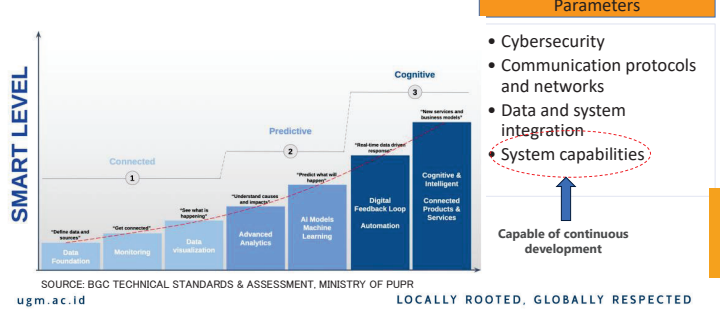 Parameters
• Cybersecurity
• Communication protocols
and networks
• Data and system
integration
• System capabilities
Capable of continuous
development
SMART LEVEL
Connected
1
Predictive
2
Cognitive
3
"Define data and
sources"
Data
Foundation
"Get connected"
Monitoring
"See what is
happening"
Data
visualization
"Understand causes
and impacts"
Advanced
Analytics
"Predict what will
happen"
AI Models
Machine
Learning
"Real-time data driven
response"
Digital
Feedback Loop
Automation
"New services and
business models"
Cognitive &
Intelligent
Connected
Products &
Services
SOURCE: BGC TECHNICAL STANDARDS & ASSESSMENT, MINISTRY OF PUPR
ugm.ac.id
LOCALLY ROOTED, GLOBALLY RESPECTED